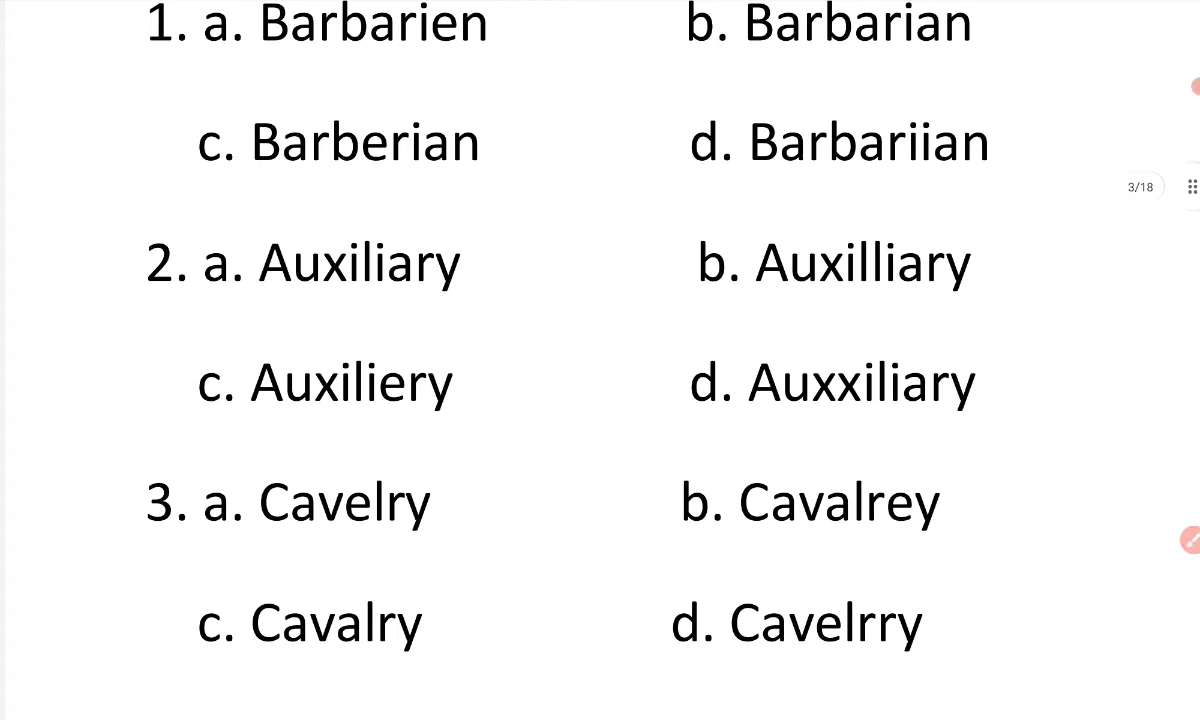 1. a. Barbarien b. Barbarian
c. Barberian d. Barbariian
3/18
2. a. Auxiliary b. Auxilliary
c. Auxiliery d. Auxxiliary
3. a. Cavelry b. Cavalrey
c. Cavalry d. Cavelrry